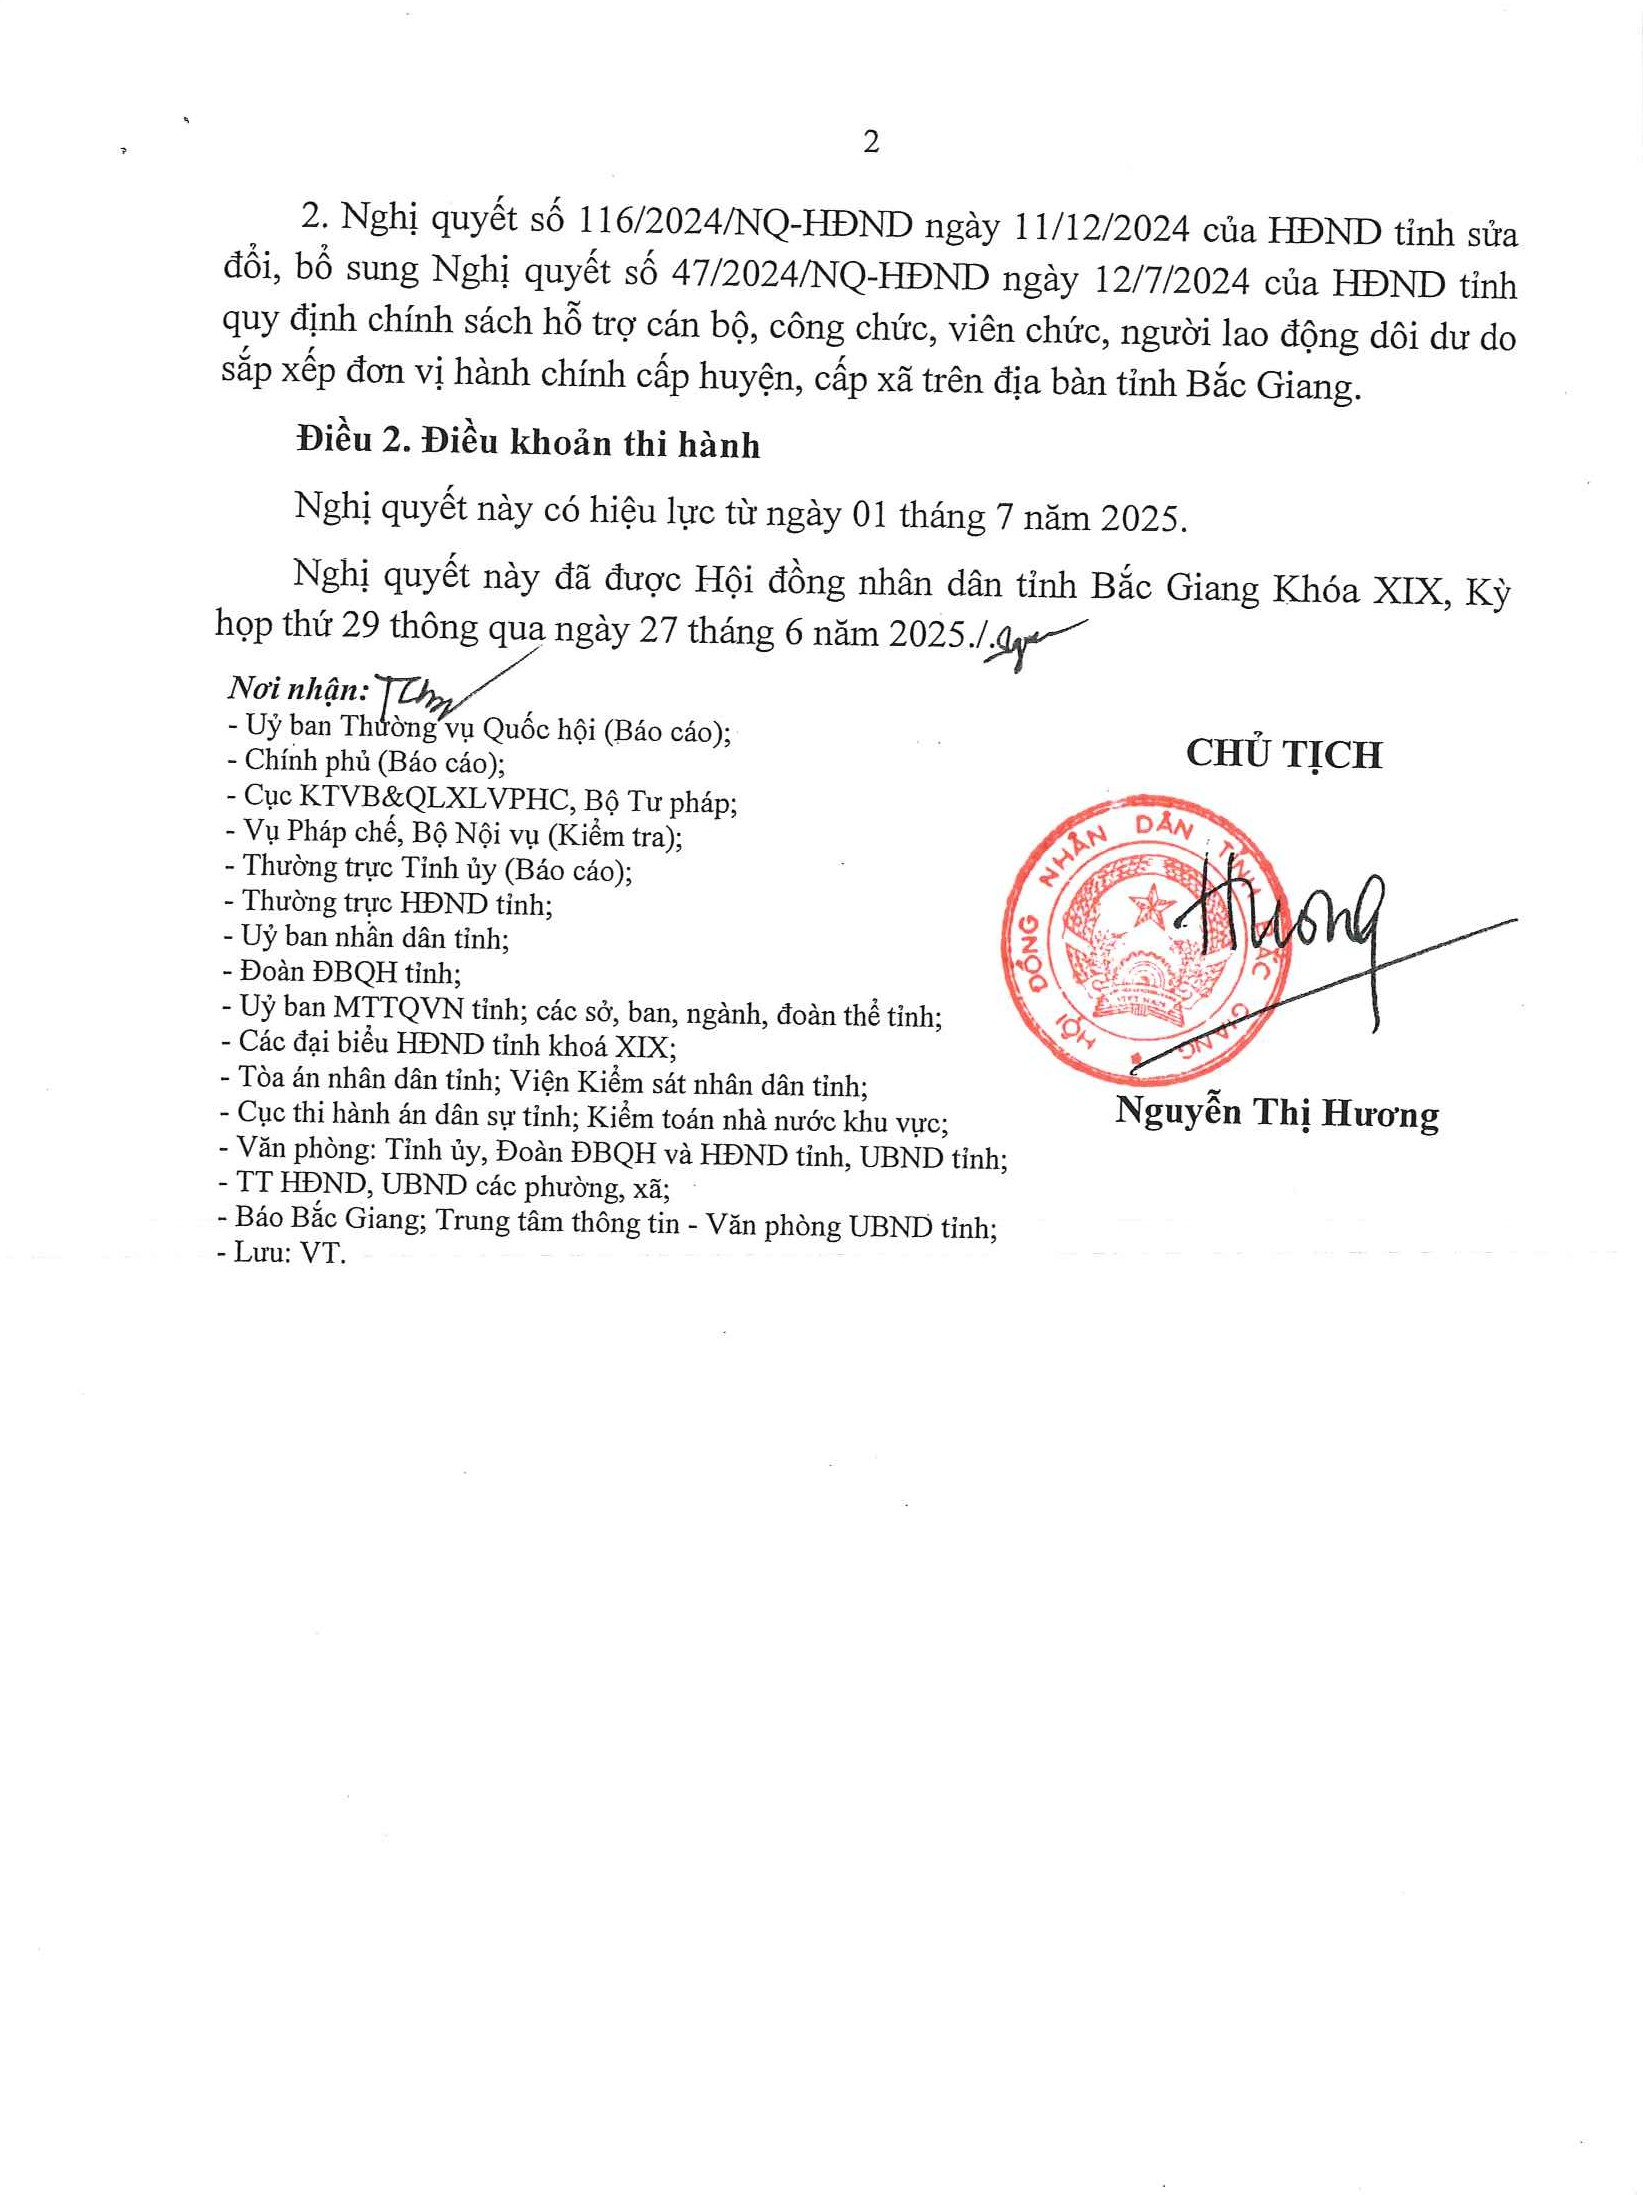 2
2. Nghị quyết số 116/2024/NQ-HĐND ngày 11/12/2024 của HĐND tỉnh sửa
đổi, bổ sung Nghị quyết số 47/2024/NQ-HĐND ngày 12/7/2024 của HĐND tỉnh
quy định chính sách hỗ trợ cán bộ, công chức, viên chức, người lao động dôi dư do
sắp xếp đơn vị hành chính cấp huyện, cấp xã trên địa bàn tỉnh Bắc Giang.
Điều 2. Điều khoản thi hành
Nghị quyết này có hiệu lực từ ngày 01 tháng 7 năm 2025.
Nghị quyết này đã được Hội đồng nhân dân tỉnh Bắc Giang Khóa XIX, Kỳ
họp thứ 29 thông qua ngày 27 tháng 6 năm 2025./.
Nơi nhận:
- Uỷ ban Thường vụ Quốc hội (Báo cáo);
- Chính phủ (Báo cáo);
- Cục KTVB&QLXLVPHC, Bộ Tư pháp;
- Vụ Pháp chế, Bộ Nội vụ (Kiểm tra);
- Thường trực Tỉnh ủy (Báo cáo);
- Thường trực HĐND tỉnh;
- Uỷ ban nhân dân tỉnh;
- Đoàn ĐBQH tỉnh;
- Uỷ ban MTTQVN tỉnh; các sở, ban, ngành, đoàn thể tỉnh;
- Các đại biểu HĐND tỉnh khoá XIX;
- Tòa án nhân dân tỉnh; Viện Kiểm sát nhân dân tỉnh;
- Cục thi hành án dân sự tỉnh; Kiểm toán nhà nước khu vực;
- Văn phòng: Tỉnh ủy, Đoàn ĐBQH và HĐND tỉnh, UBND tỉnh;
- TT HĐND, UBND các phường, xã;
- Báo Bắc Giang; Trung tâm thông tin - Văn phòng UBND tỉnh;
- Lưu: VT.
CHỦ TỊCH
HỘI ĐỒNG NHÂN DÂN TỈNH BẮC GIANG
VIỆT NAM
Hương
Nguyễn Thị Hương